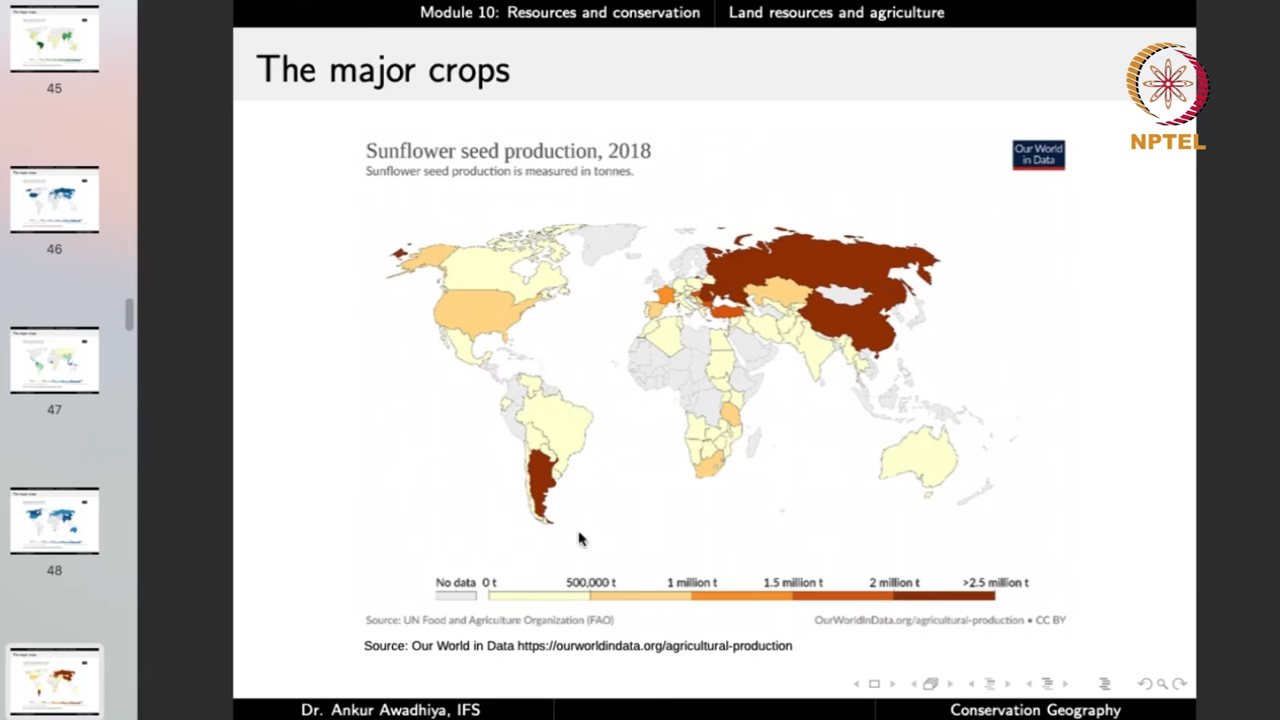 Module 10: Resources and conservation
Land resources and agriculture
The major crops
NPTEL
Sunflower seed production, 2018
Sunflower seed production is measured in tonnes.
Our World
in Data
No data 0 t 500,000 t 1 million t 1.5 million t 2 million t >2.5 million t
Source: UN Food and Agriculture Organization (FAO)
OurWorldInData.org/agricultural-production • CC BY
Source: Our World in Data https://ourworldindata.org/agricultural-production
Dr. Ankur Awadhiya, IFS
Conservation Geography
45
46
47
48